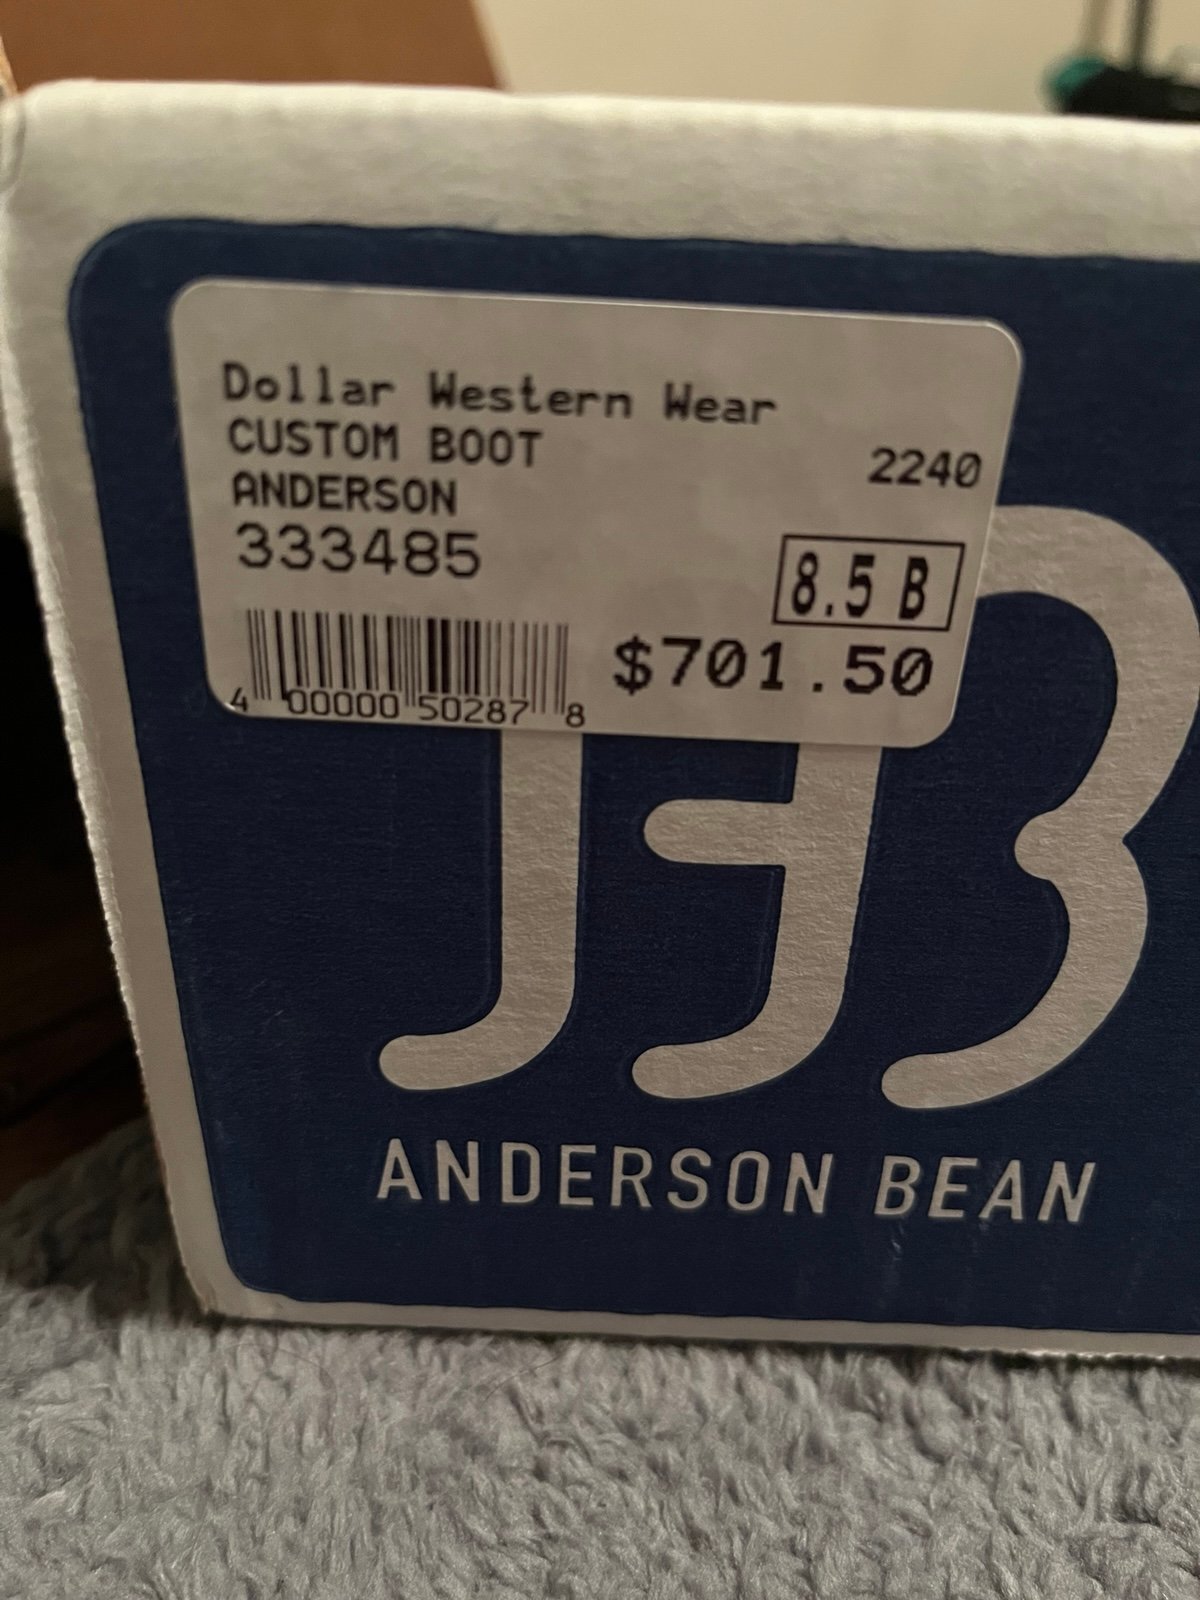 Dollar Western Wear
CUSTOM BOOT
2240
ANDERSON
333485
8.5 B
$701.50
4 00000 50287 8
ANDERSON BEAN